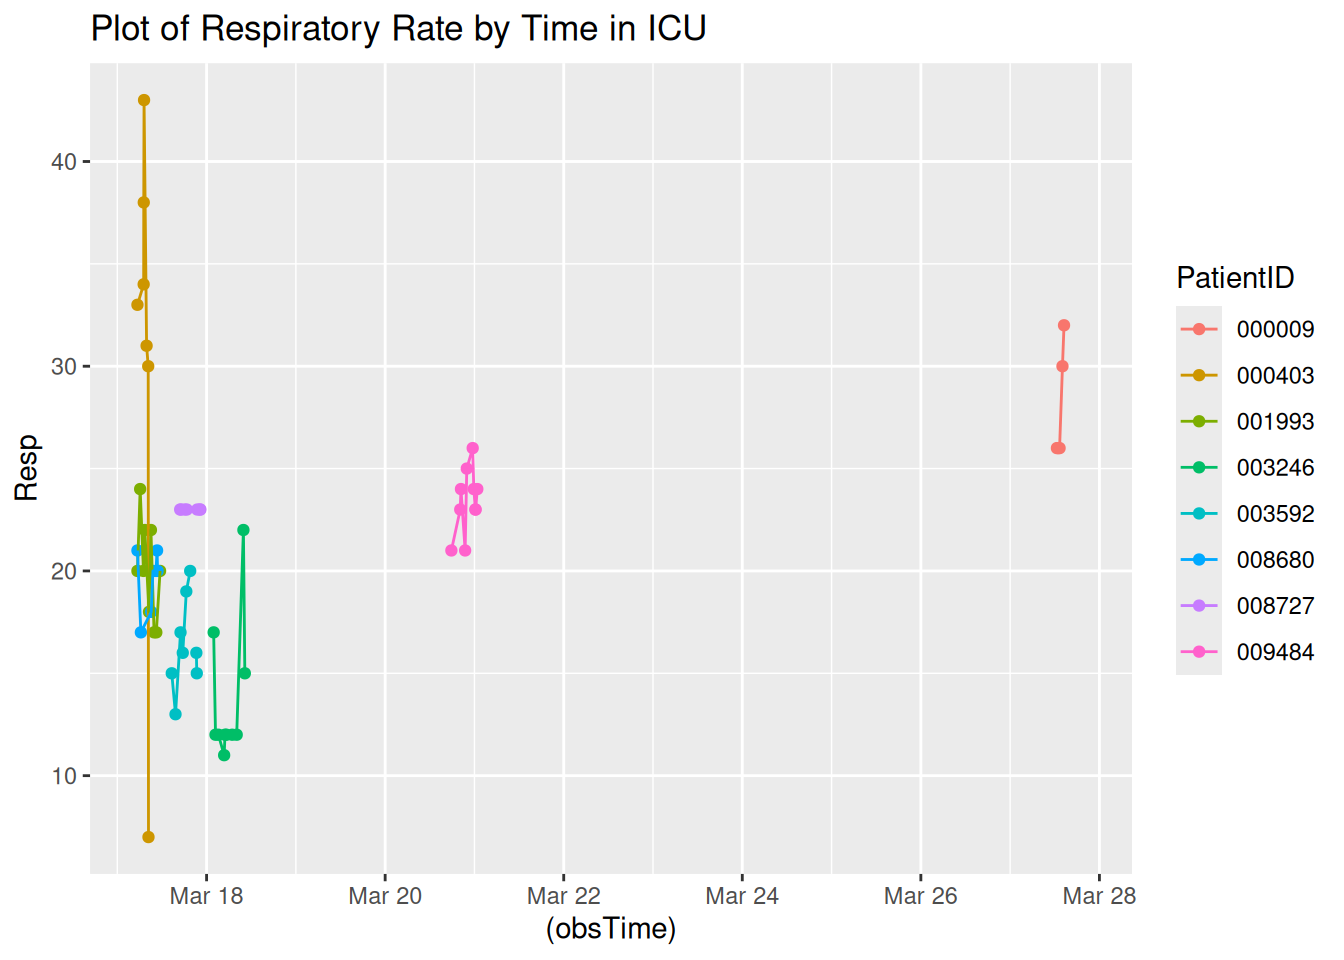 Plot of Respiratory Rate by Time in ICU
Resp
40
30
20
10
Mar 18
Mar 20
Mar 22
Mar 24
Mar 26
Mar 28
(obsTime)
PatientID
000009
000403
001993
003246
003592
008680
008727
009484